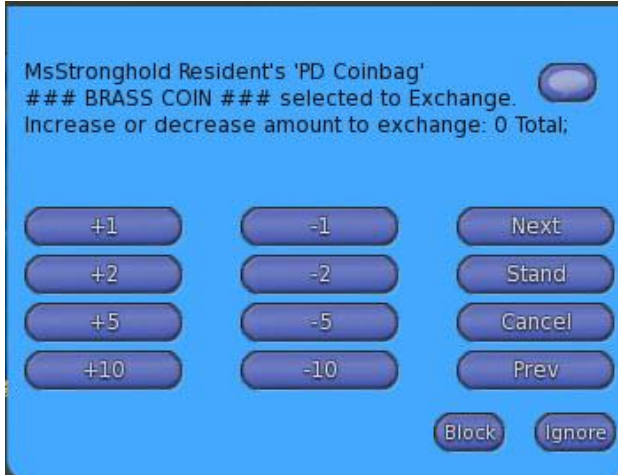 MsStronghold Resident's 'PD Coinbag'
### BRASS COIN ### selected to Exchange.
Increase or decrease amount to exchange: 0 Total;
+1 -1 Next
+2 -2 Stand
+5 -5 Cancel
+10 -10 Prev
Block Ignore